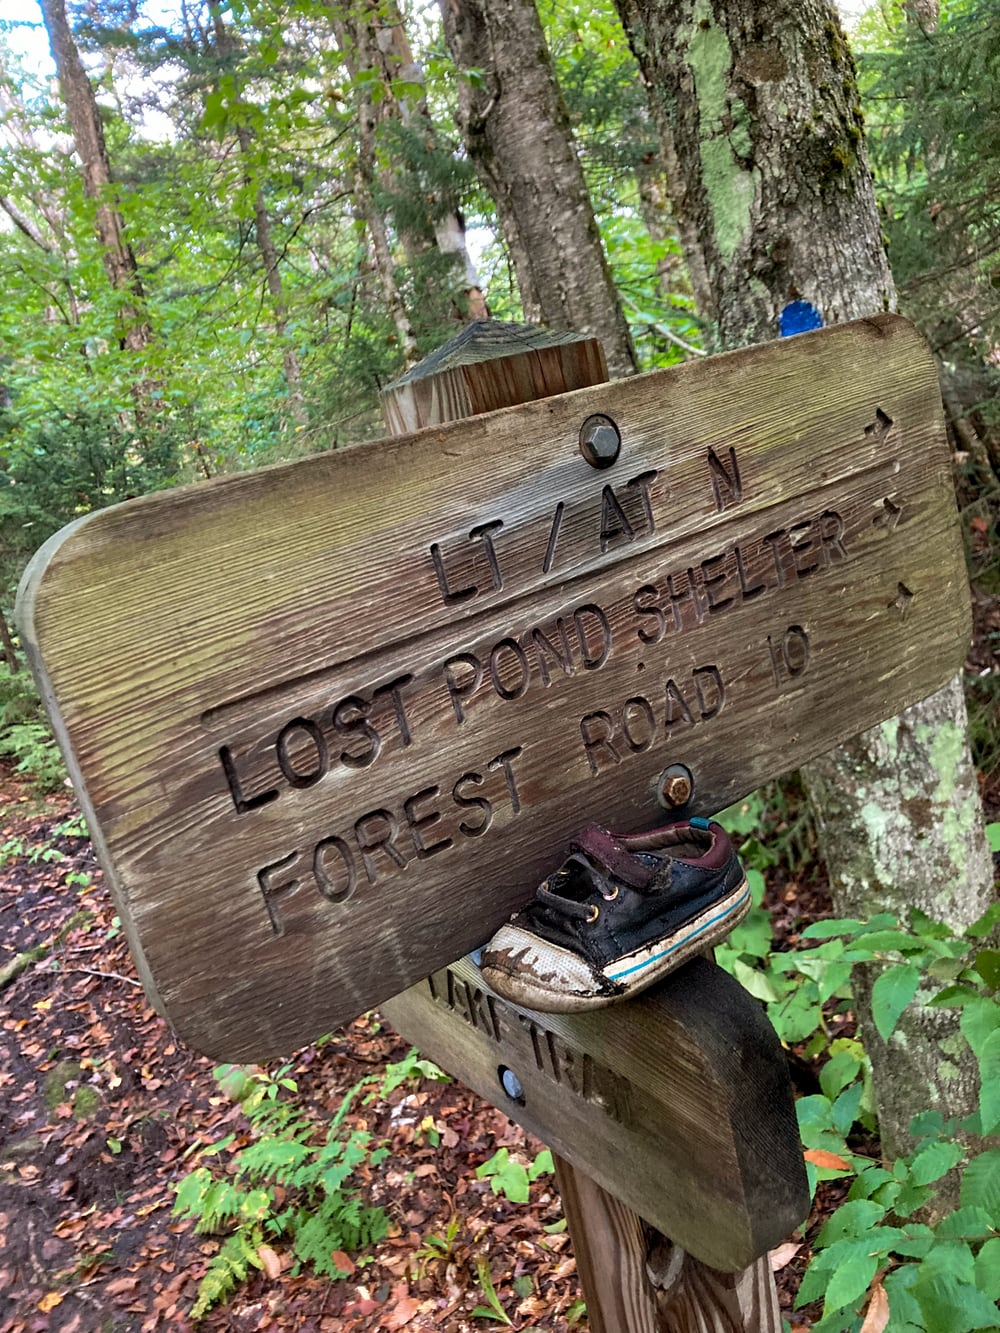 LT / AT N →
LOST POND SHELTER →
FOREST ROAD 10 →